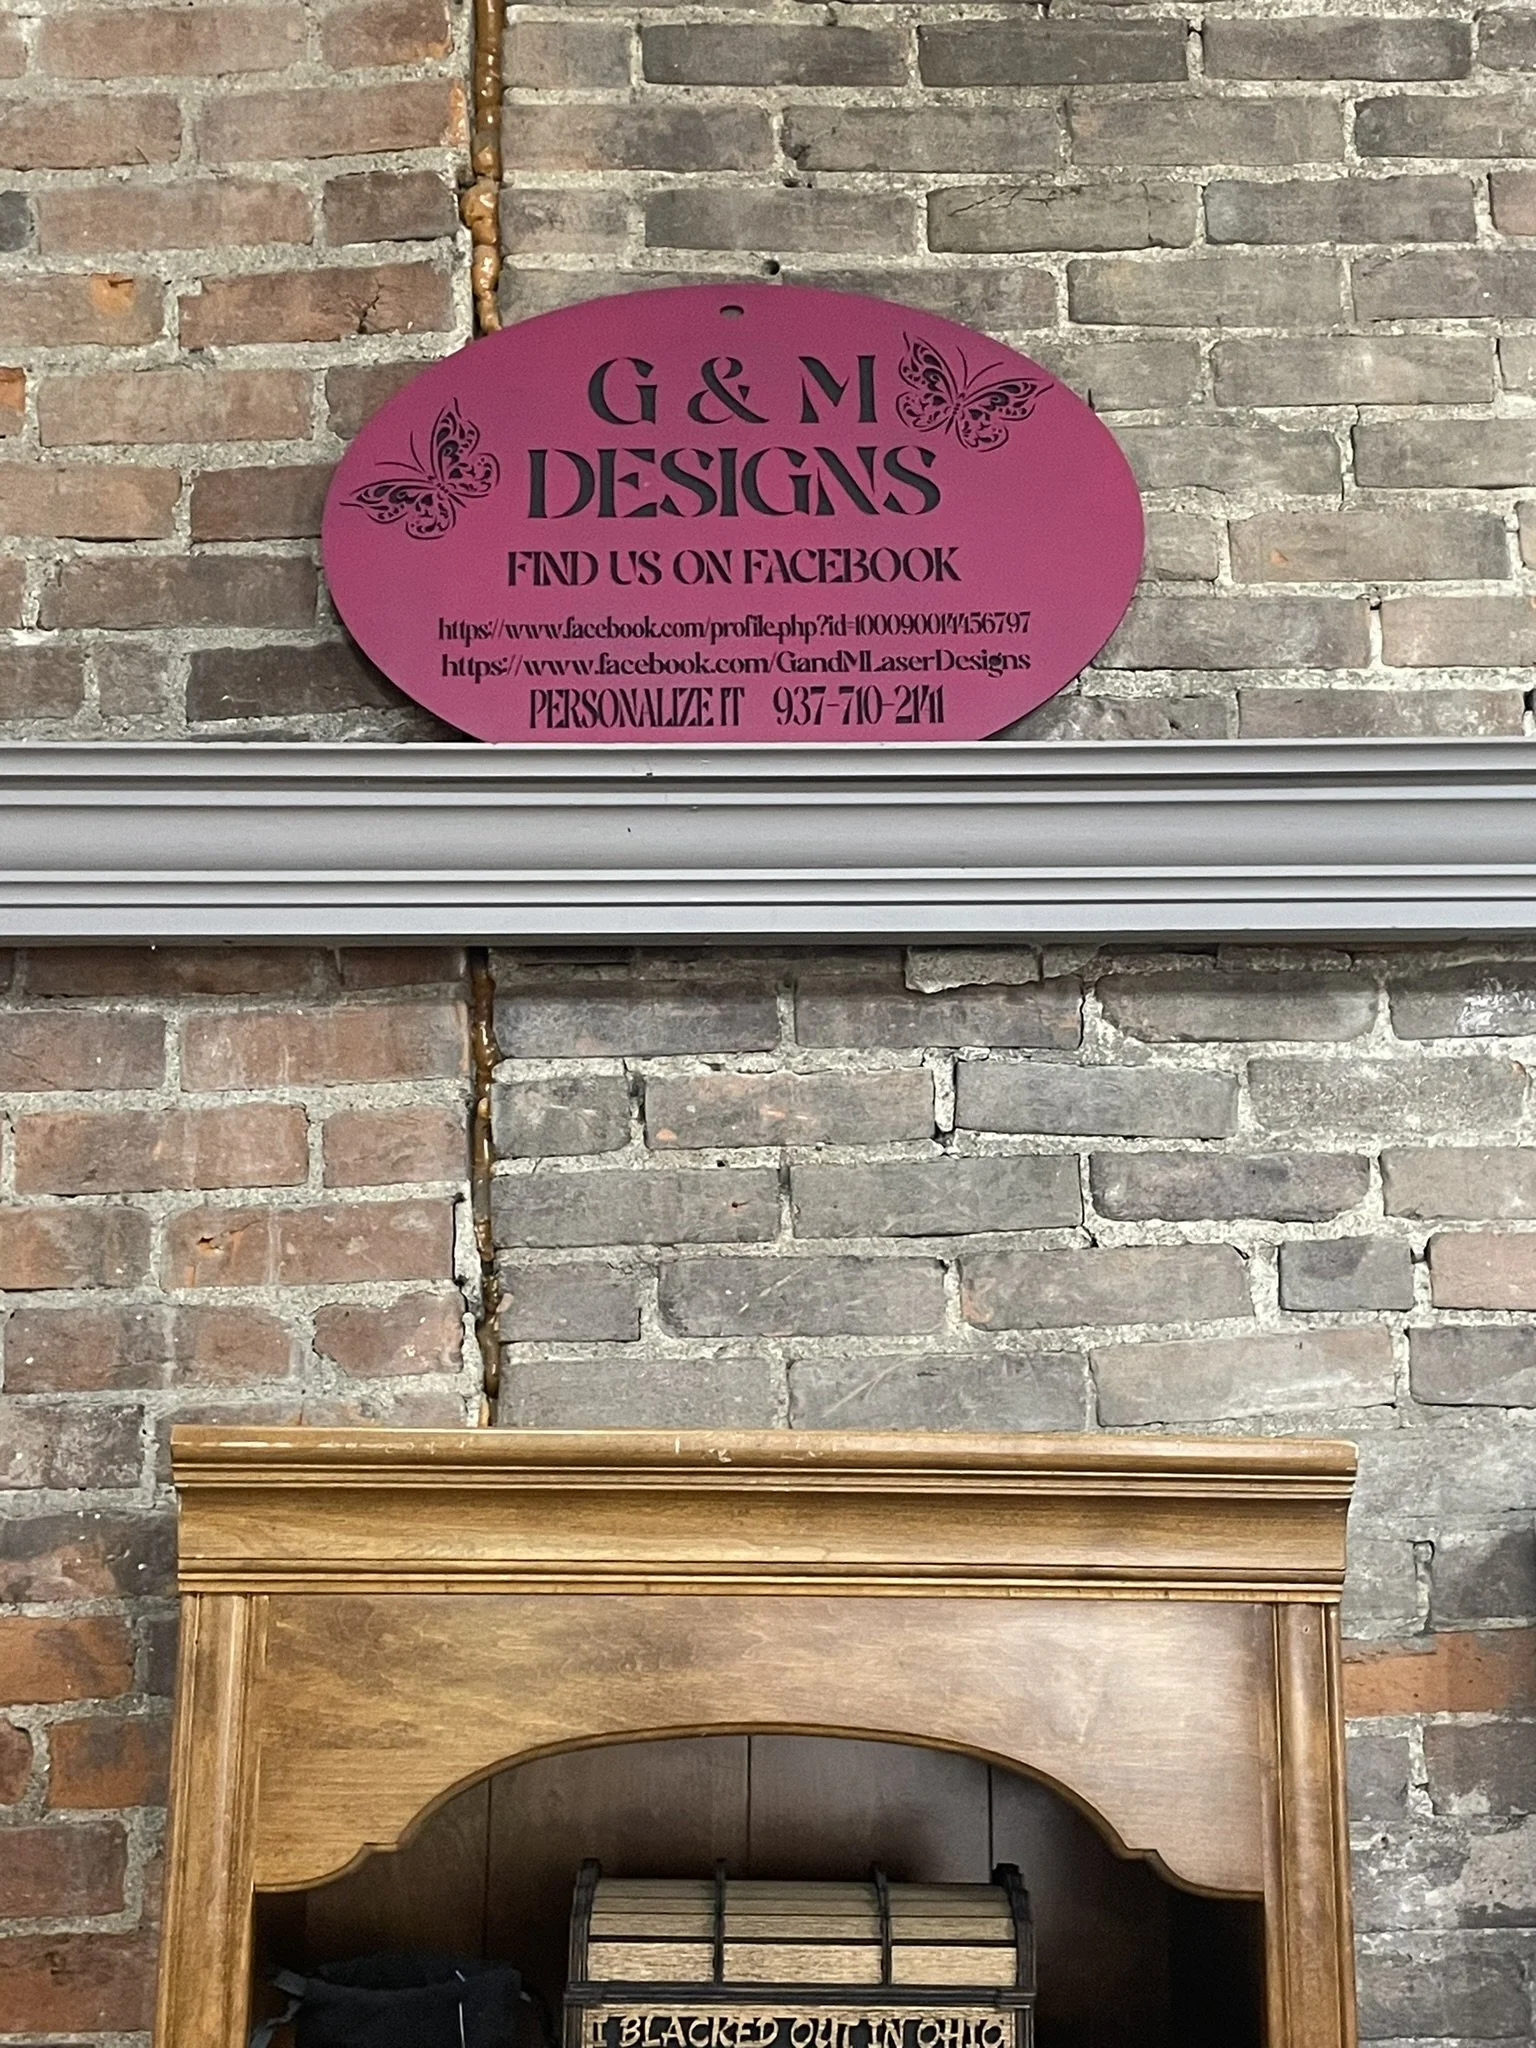 G & M
DESIGNS
FIND US ON FACEBOOK
https://www.facebook.com/profile.php?id=100090014456797
https://www.facebook.com/GandMLaserDesigns
PERSONALIZE IT 937-710-2141
I BLACKED OUT IN OHIO